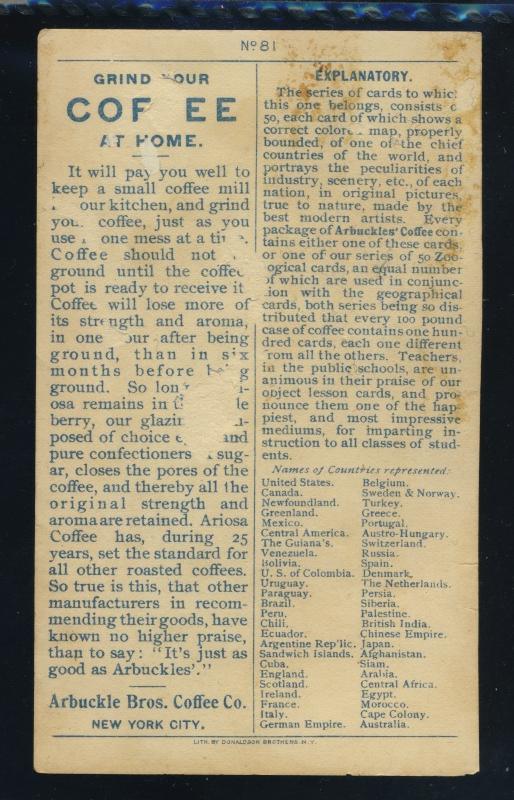 No 81
GRIND OUR
COF EE
AT HOME.
It will pay you well to
keep a small coffee mill
our kitchen, and grind
coffee, just as you
use one mess at a
Coffee should not
ground until the coffee
pot is ready to receive it
Coffee will lose more of
its strength and aroma,
in one after being
ground, than in six
months before
ground. So
osa remains in
berry, our
posed of choice and
pure confectioners sug-
ar, closes the pores of the
coffee, and thereby all the
original strength and
aroma are retained. Ariosa
Coffee has, during 25
years, set the standard for
all other roasted coffees.
So true is this, that other
manufacturers in recom-
mending their goods, have
known no higher praise,
than to say: "It's just as
good as Arbuckles'."
Arbuckle Bros. Coffee Co.
NEW YORK CITY.
EXPLANATORY.
The series of cards to which
this one belongs, consists
50, each card of which shows a
correct map, properly
bounded, of one of the chief
countries of the world, and
portrays the peculiarities of
industry, scenery, etc., of each
nation, in original pictures,
true to nature, made by the
best modern artists. Every
package of Arbuckles' Coffee con-
tains either one of these cards,
or one of our series of 50 Zoo-
ogical cards, an equal number
of which are used in conjunc-
tion with the geographical
cards, both series being so dis-
tributed that every 100 pound
case of coffee contains one hun-
dred cards, each one different
from all the others. Teachers,
in the public schools, are un-
animous in their praise of our
object lesson cards, and pro-
nounce them one of the hap-
piest, and most impressive
mediums, for imparting in-
struction to all classes of stud-
ents.
Names of Countries represented:
United States. Belgium.
Canada. Sweden & Norway.
Newfoundland. Turkey.
Greenland. Greece.
Mexico. Portugal.
Central America. Austro-Hungary.
The Guiana's. Switzerland.
Venezuela. Russia.
Bolivia. Spain.
U. S. of Colombia. Denmark.
Uruguay. The Netherlands.
Paraguay. Persia.
Brazil. Siberia.
Peru. Palestine.
Chili. British India.
Ecuador. Chinese Empire.
Argentine Rep'lic. Japan.
Sandwich Islands. Afghanistan.
Cuba. Siam.
England. Arabia.
Scotland. Central Africa.
Ireland. Egypt.
France. Morocco.
Italy. Cape Colony.
German Empire. Australia.
LITH. BY DONALDSON BROTHERS. N.Y.